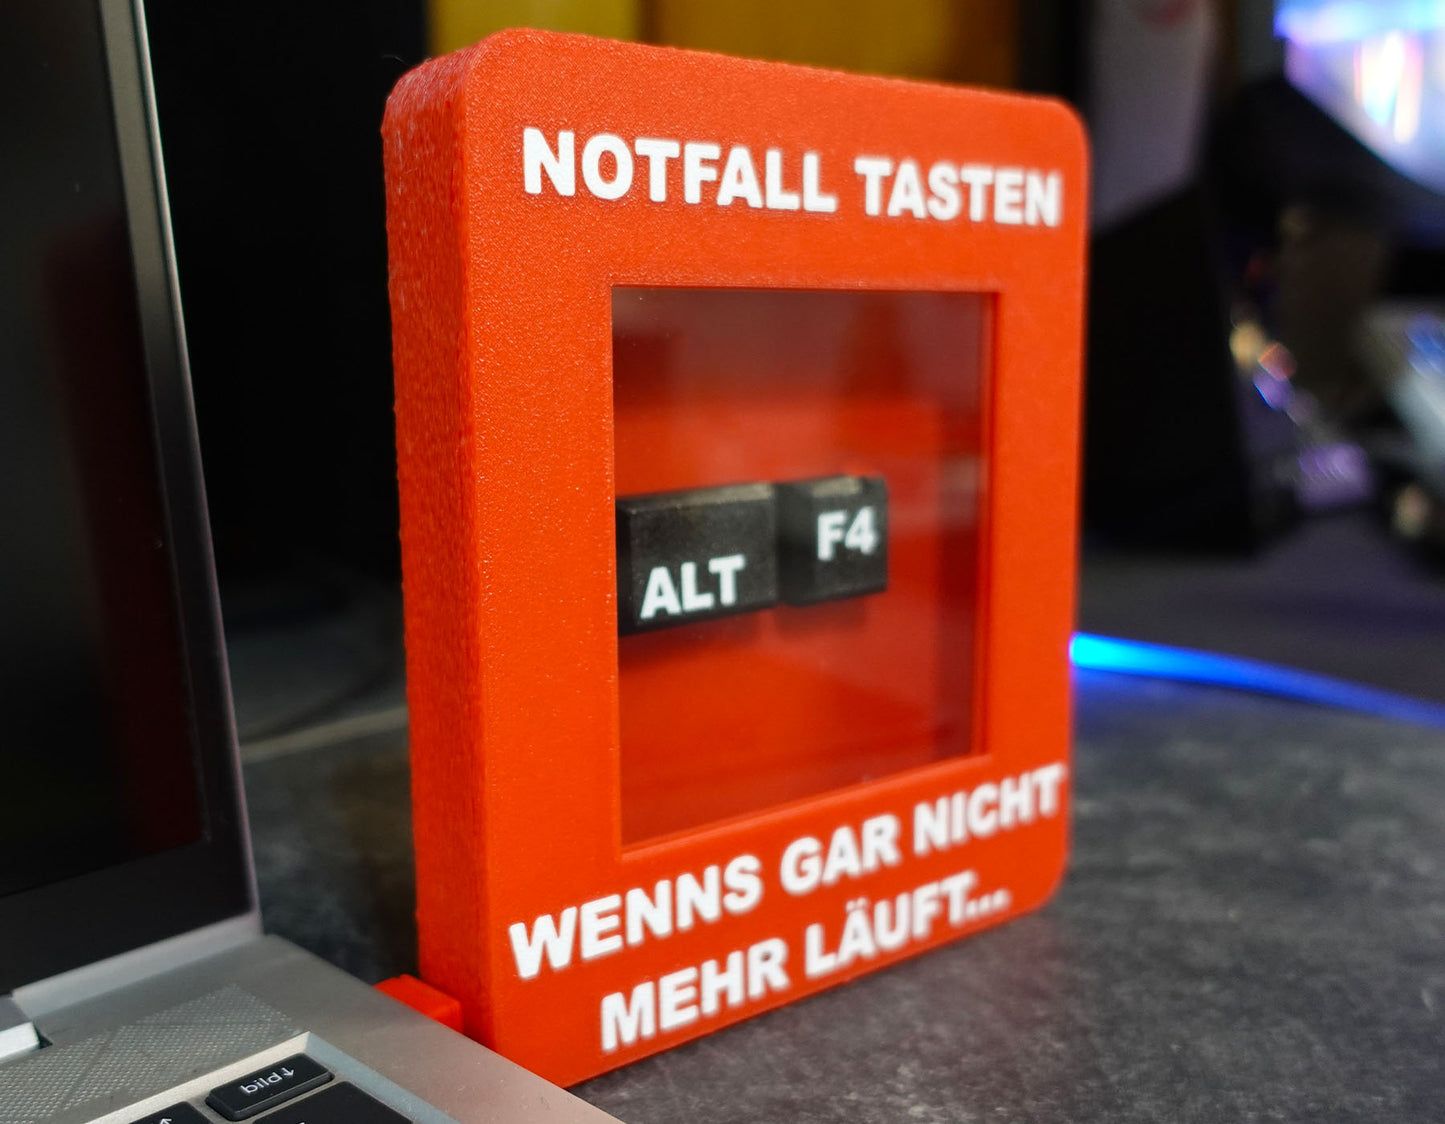 NOTFALL TASTEN
ALT F4
WENNS GAR NICHT
MEHR LÄUFT...
bild↑